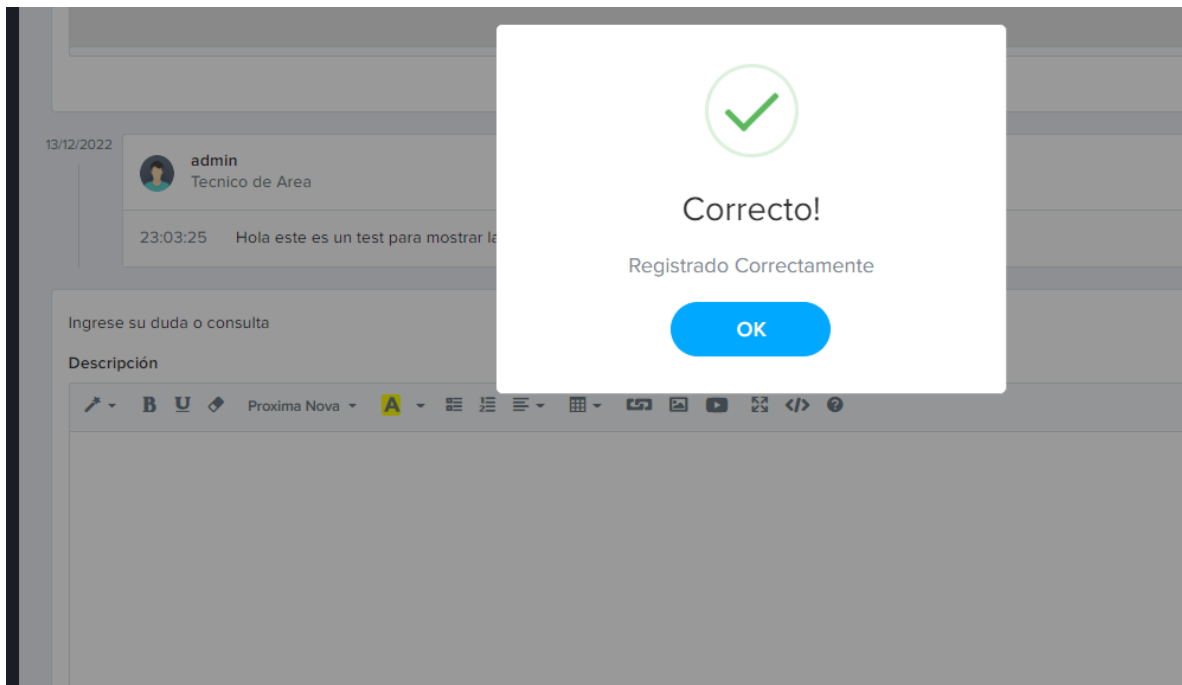 13/12/2022
admin
Tecnico de Area
23:03:25 Hola este es un test para mostrar
Correcto!
Registrado Correctamente
OK
Ingrese su duda o consulta
Descripción
B U Proxima Nova A </> ?